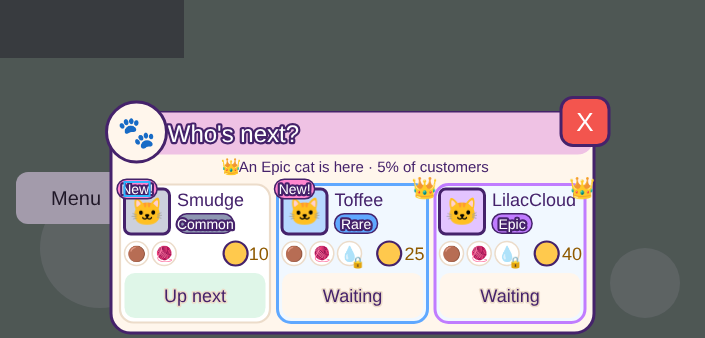 Who's next?
X
👑An Epic cat is here · 5% of customers
Menu
New!
Smudge
Common
10
Up next
New!
Toffee
Rare
25
Waiting
LilacCloud
Epic
40
Waiting